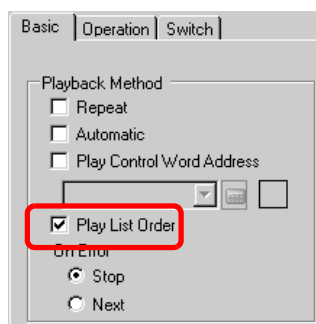 Basic Operation Switch
Playback Method
Repeat
Automatic
Play Control Word Address
Play List Order
On Error
Stop
Next